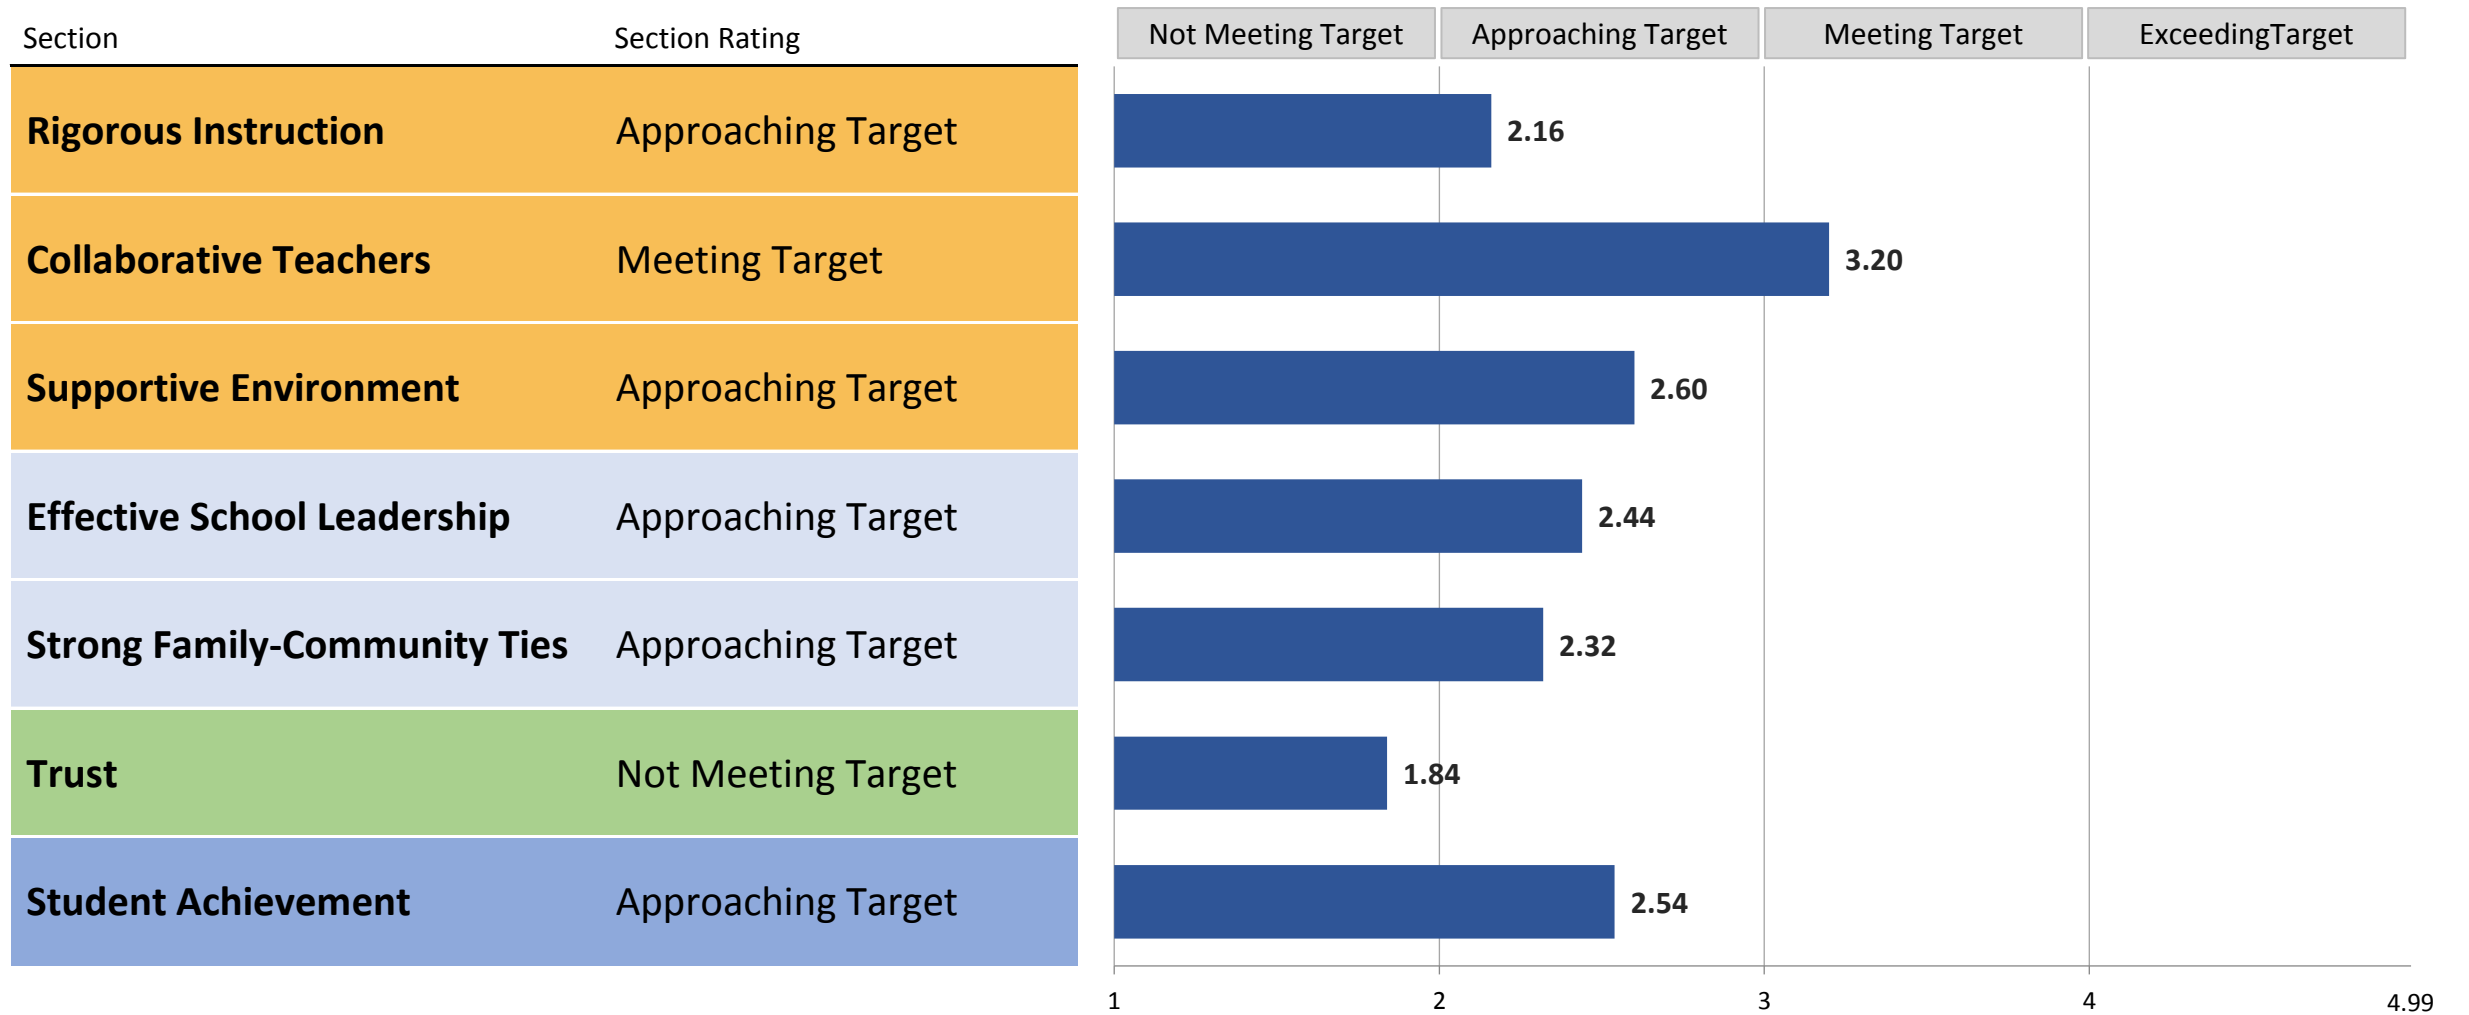 Section Section Rating Not Meeting Target Approaching Target Meeting Target ExceedingTarget
Rigorous Instruction Approaching Target 2.16
Collaborative Teachers Meeting Target 3.20
Supportive Environment Approaching Target 2.60
Effective School Leadership Approaching Target 2.44
Strong Family-Community Ties Approaching Target 2.32
Trust Not Meeting Target 1.84
Student Achievement Approaching Target 2.54
1 2 3 4 4.99